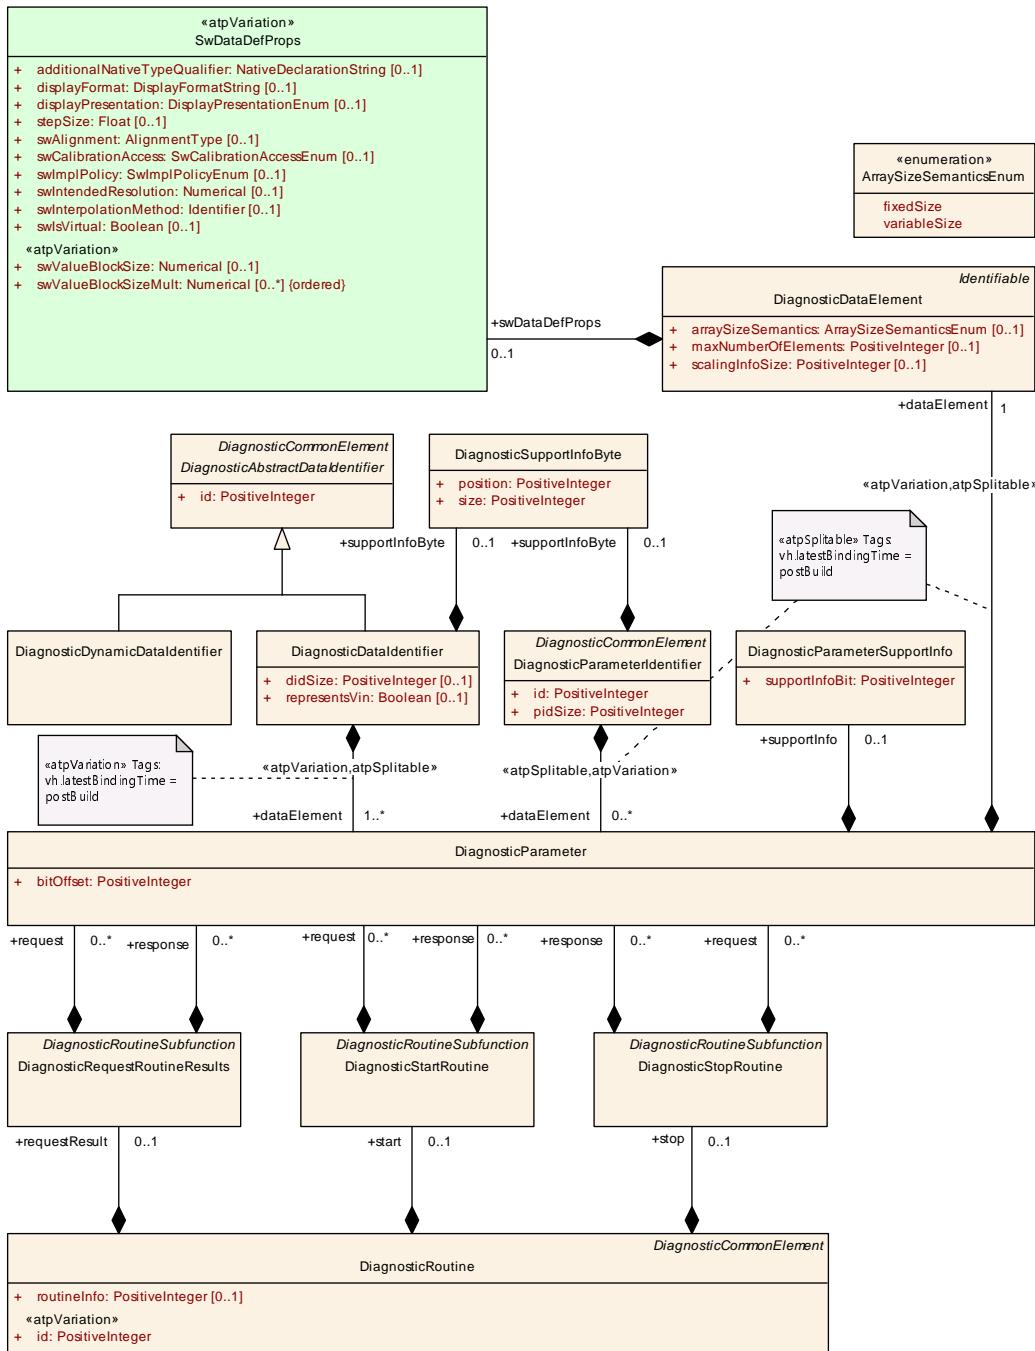 «atpVariation»
SwDataDefProps
+ additionalNativeTypeQualifier: NativeDeclarationString [0..1]
+ displayFormat: DisplayFormatString [0..1]
+ displayPresentation: DisplayPresentationEnum [0..1]
+ stepSize: Float [0..1]
+ swAlignment: AlignmentType [0..1]
+ swCalibrationAccess: SwCalibrationAccessEnum [0..1]
+ swImplPolicy: SwImplPolicyEnum [0..1]
+ swIntendedResolution: Numerical [0..1]
+ swInterpolationMethod: Identifier [0..1]
+ swIsVirtual: Boolean [0..1]
«atpVariation»
+ swValueBlockSize: Numerical [0..1]
+ swValueBlockSizeMult: Numerical [0..*] {ordered}
«enumeration»
ArraySizeSemanticsEnum
fixedSize
variableSize
Identifiable
DiagnosticDataElement
+ arraySizeSemantics: ArraySizeSemanticsEnum [0..1]
+ maxNumberOfElements: PositiveInteger [0..1]
+ scalingInfoSize: PositiveInteger [0..1]
+swDataDefProps
0..1
+dataElement 1
«atpVariation,atpSplitable»
DiagnosticCommonElement
DiagnosticAbstractDataIdentifier
+ id: PositiveInteger
DiagnosticSupportInfoByte
+ position: PositiveInteger
+ size: PositiveInteger
+supportInfoByte 0..1
+supportInfoByte 0..1
«atpSplitable» Tags:
vh.latestBindingTime =
postBuild
DiagnosticDynamicDataIdentifier
DiagnosticDataIdentifier
+ didSize: PositiveInteger [0..1]
+ representsVin: Boolean [0..1]
DiagnosticCommonElement
DiagnosticParameterIdentifier
+ id: PositiveInteger
+ pidSize: PositiveInteger
DiagnosticParameterSupportInfo
+ supportInfoBit: PositiveInteger
«atpVariation» Tags:
vh.latestBindingTime =
postBuild
«atpVariation,atpSplitable»
+dataElement 1..*
«atpSplitable,atpVariation»
+dataElement 0..*
+supportInfo 0..1
DiagnosticParameter
+ bitOffset: PositiveInteger
+request 0..*
+response 0..*
+request 0..*
+response 0..*
+response 0..*
+request 0..*
DiagnosticRoutineSubfunction
DiagnosticRequestRoutineResults
DiagnosticRoutineSubfunction
DiagnosticStartRoutine
DiagnosticRoutineSubfunction
DiagnosticStopRoutine
+requestResult 0..1
+start 0..1
+stop 0..1
DiagnosticCommonElement
DiagnosticRoutine
+ routineInfo: PositiveInteger [0..1]
«atpVariation»
+ id: PositiveInteger